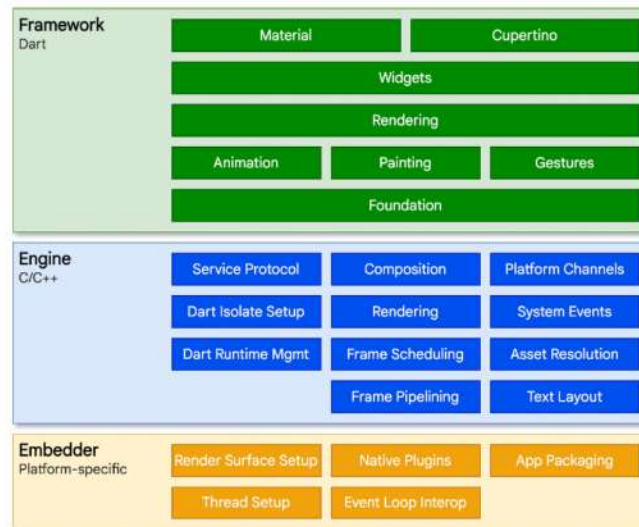 Framework
Dart
Material Cupertino
Widgets
Rendering
Animation Painting Gestures
Foundation
Engine
C/C++
Service Protocol Composition Platform Channels
Dart Isolate Setup Rendering System Events
Dart Runtime Mgmt Frame Scheduling Asset Resolution
Frame Pipelining Text Layout
Embedder
Platform-specific
Render Surface Setup Native Plugins App Packaging
Thread Setup Event Loop Interop